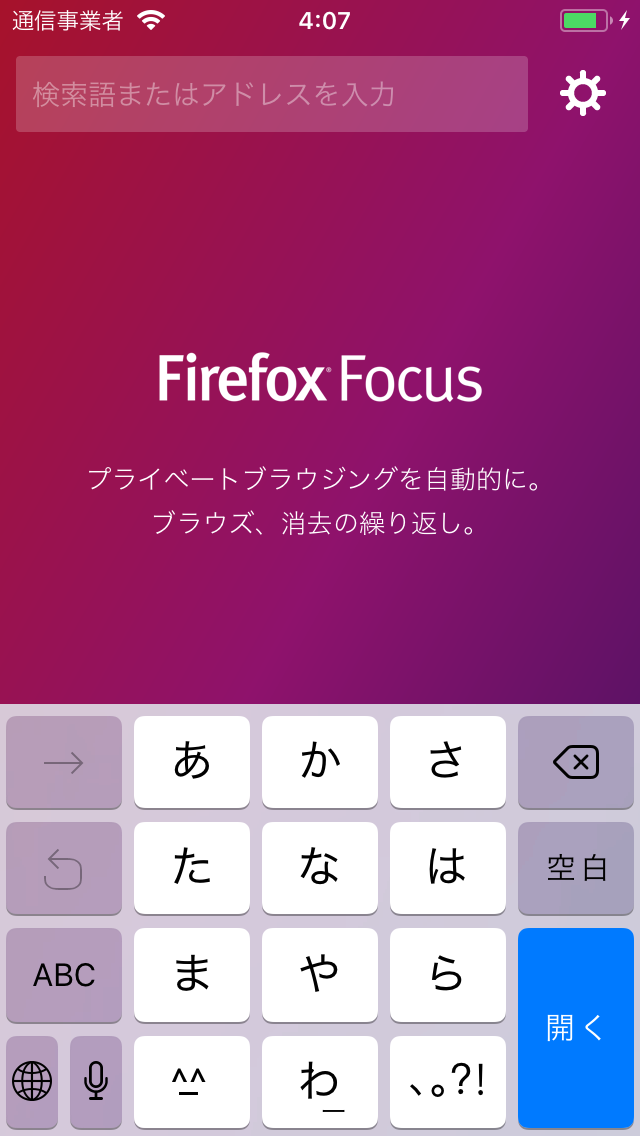 通信事業者 4:07
検索語またはアドレスを入力
Firefox® Focus
プライベートブラウジングを自動的に。
ブラウズ、消去の繰り返し。
→ あ か さ
た な は 空白
ABC ま や ら 開く
^_^ わ_ 、。?!